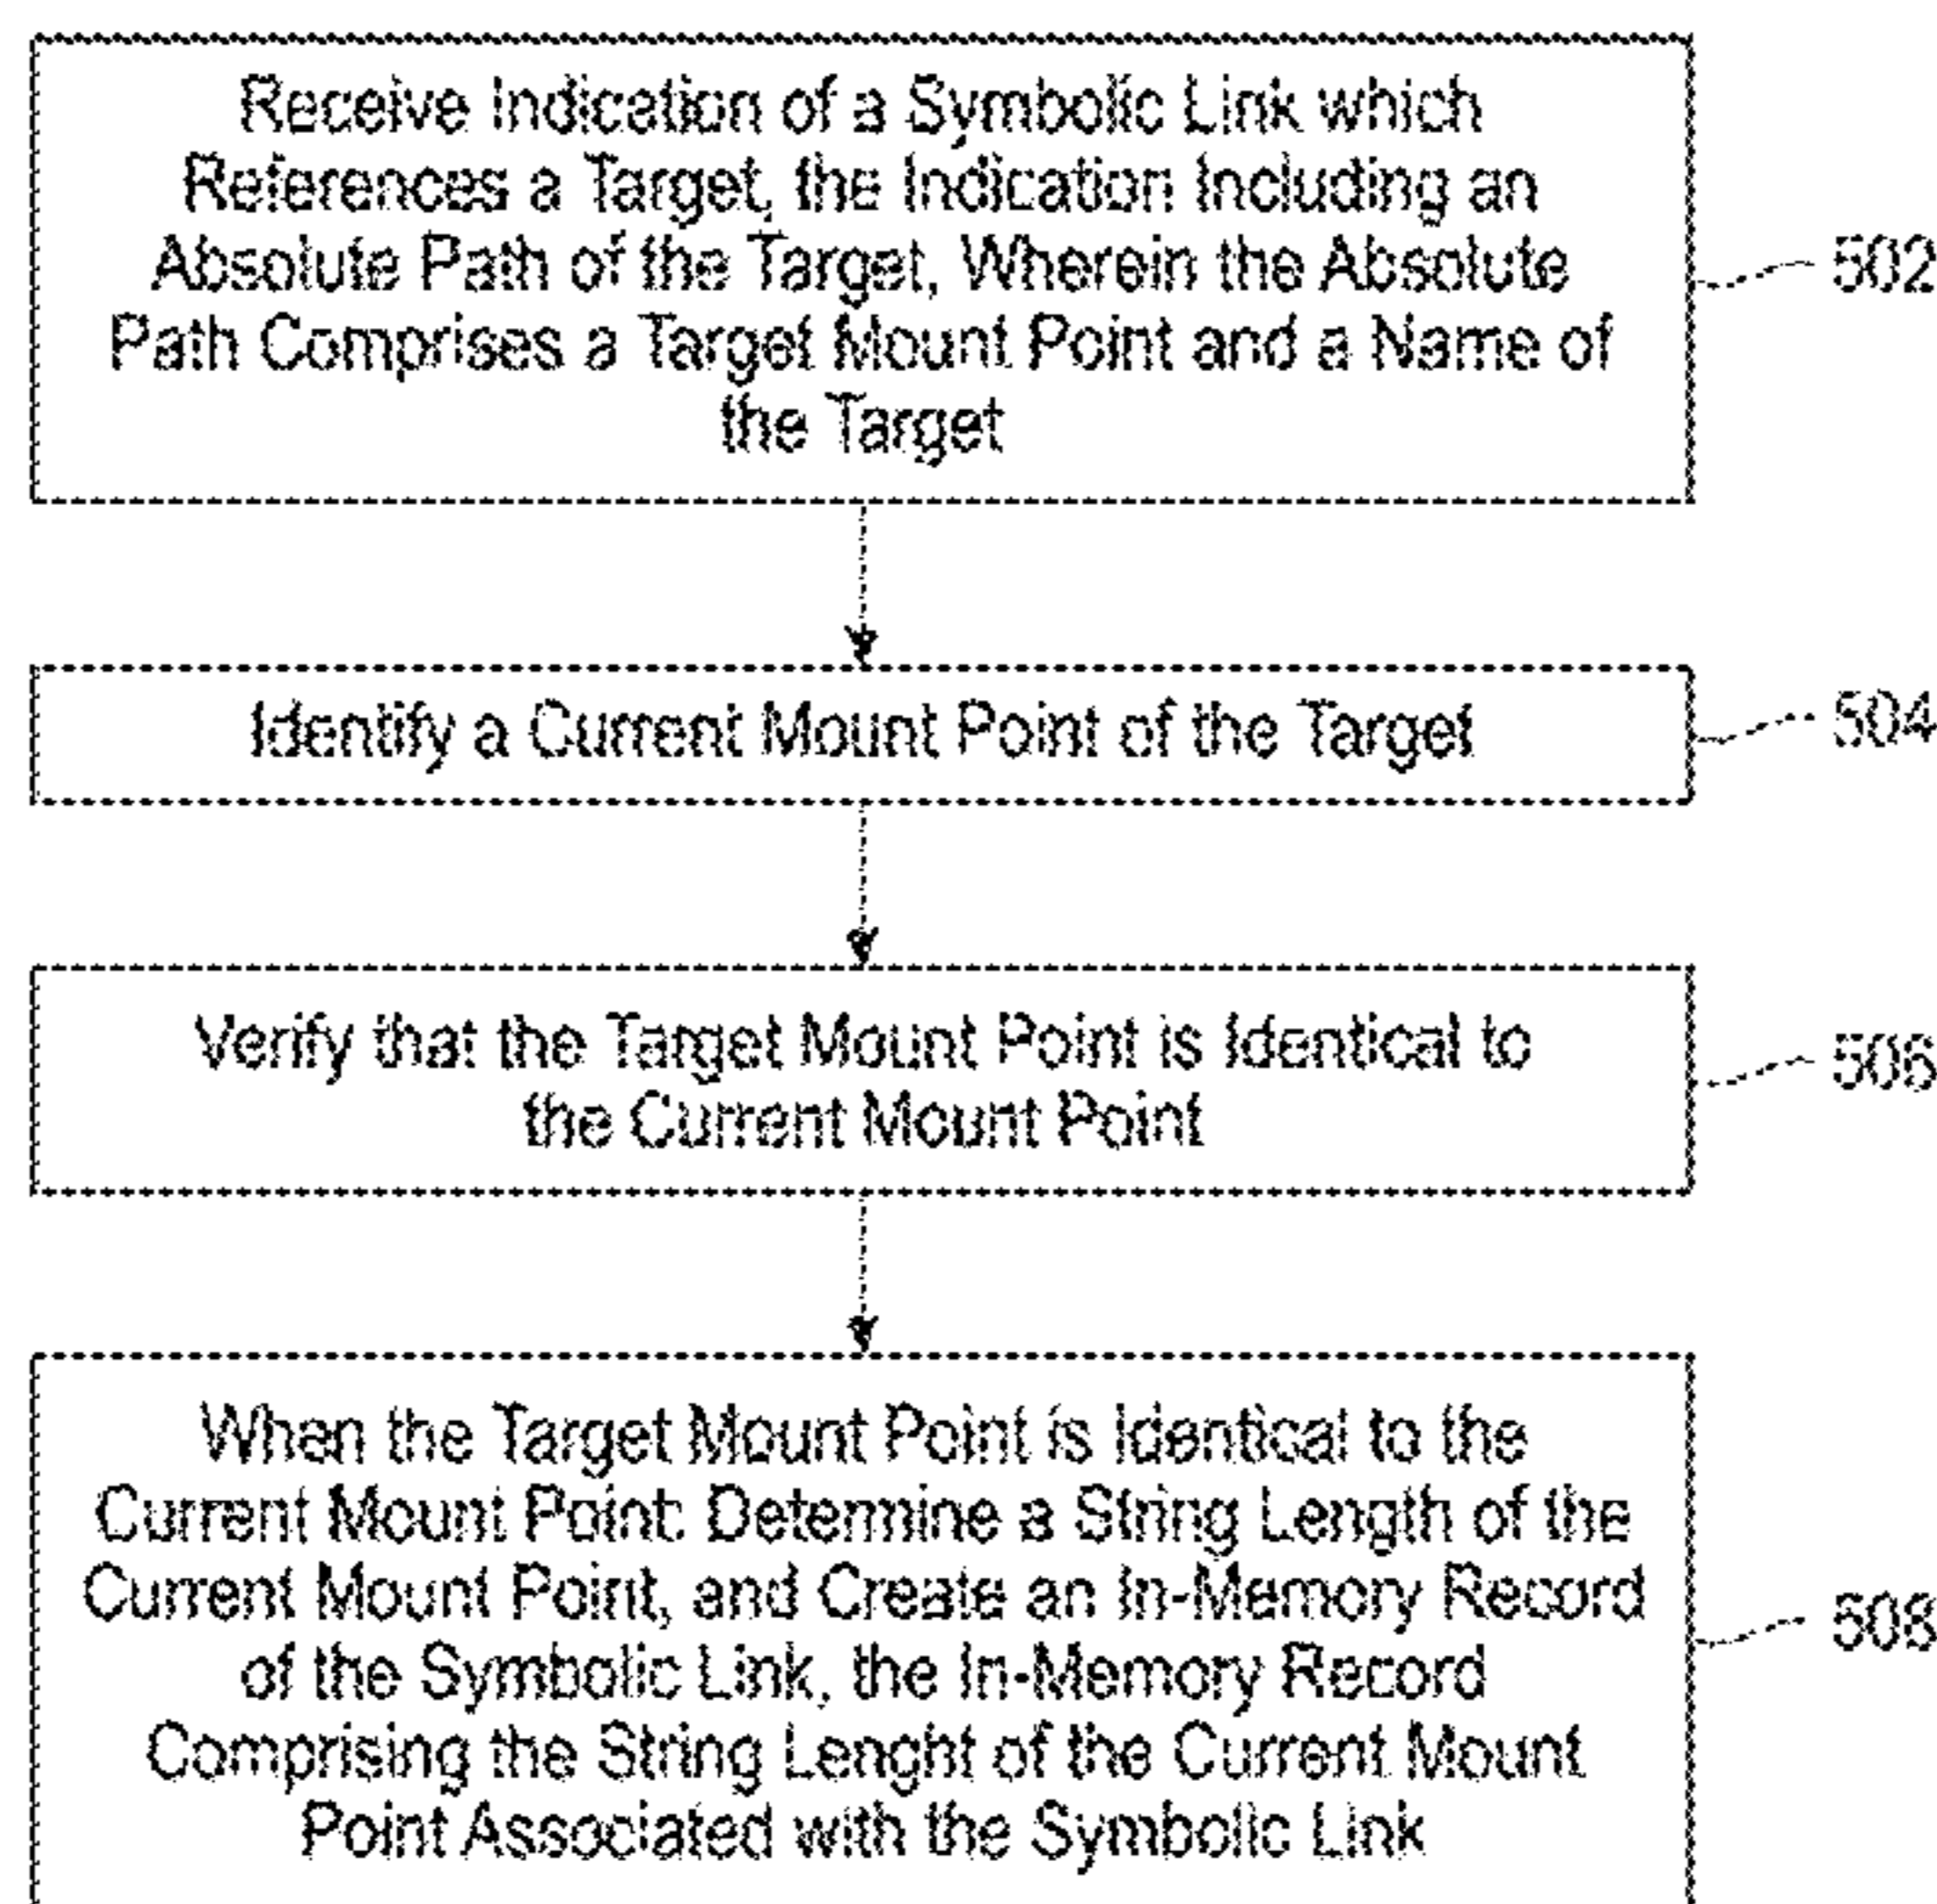 Receive Indication of a Symbolic Link which
References a Target, the Indication Including an
Absolute Path of the Target, Wherein the Absolute
Path Comprises a Target Mount Point and a Name of
the Target
502
Identify a Current Mount Point of the Target
504
Verify that the Target Mount Point is Identical to
the Current Mount Point
506
When the Target Mount Point is Identical to the
Current Mount Point: Determine a String Length of the
Current Mount Point, and Create an In-Memory Record
of the Symbolic Link, the In-Memory Record
Comprising the String Lenght of the Current Mount
Point Associated with the Symbolic Link
508